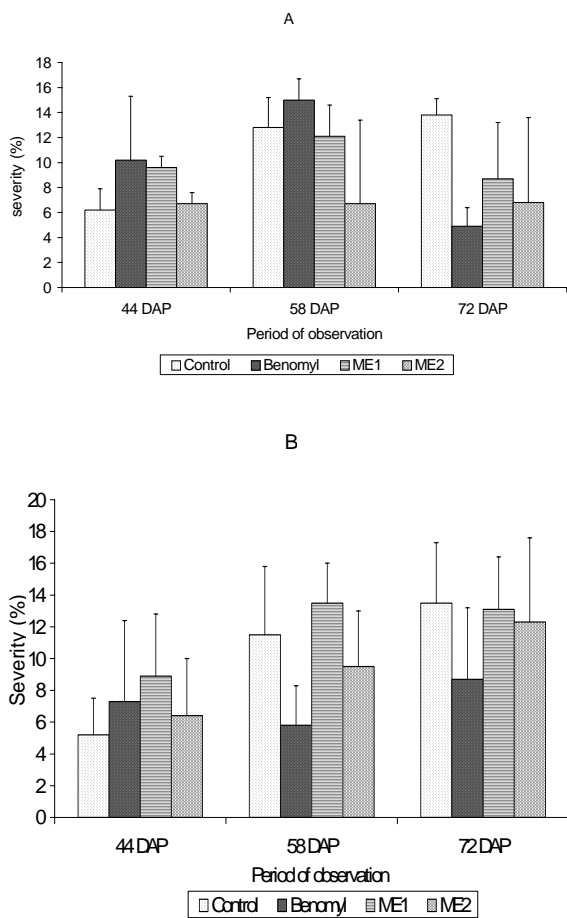 A
18
16
14
12
10
8
6
4
2
0
severity (%)
44 DAP 58 DAP 72 DAP
Period of observation
Control Benomyl ME1 ME2
B
20
18
16
14
12
10
8
6
4
2
0
Severity (%)
44 DAP 58 DAP 72 DAP
Period of observation
Control Benomyl ME1 ME2